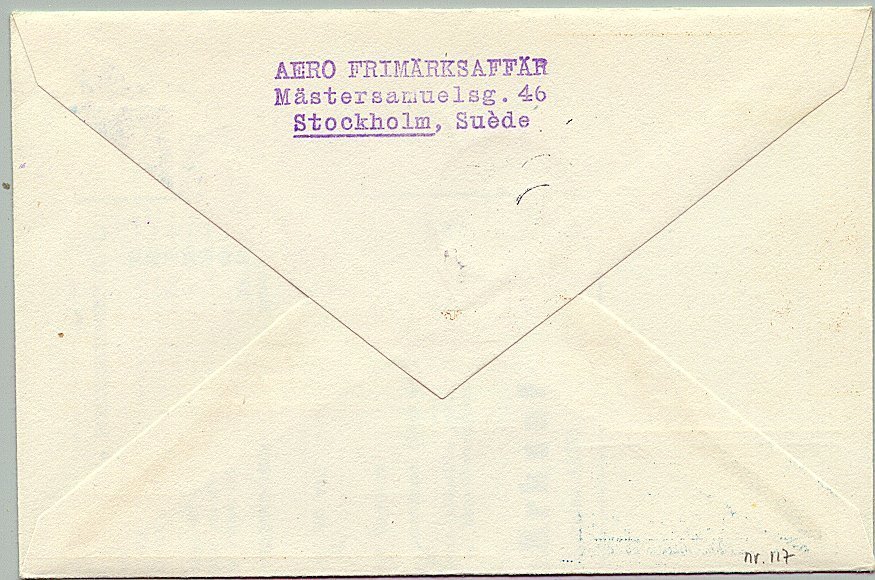 AERO FRIMÄRKSAFFÄR
Mästersamuelsg. 46
Stockholm, Suède
nr. 117